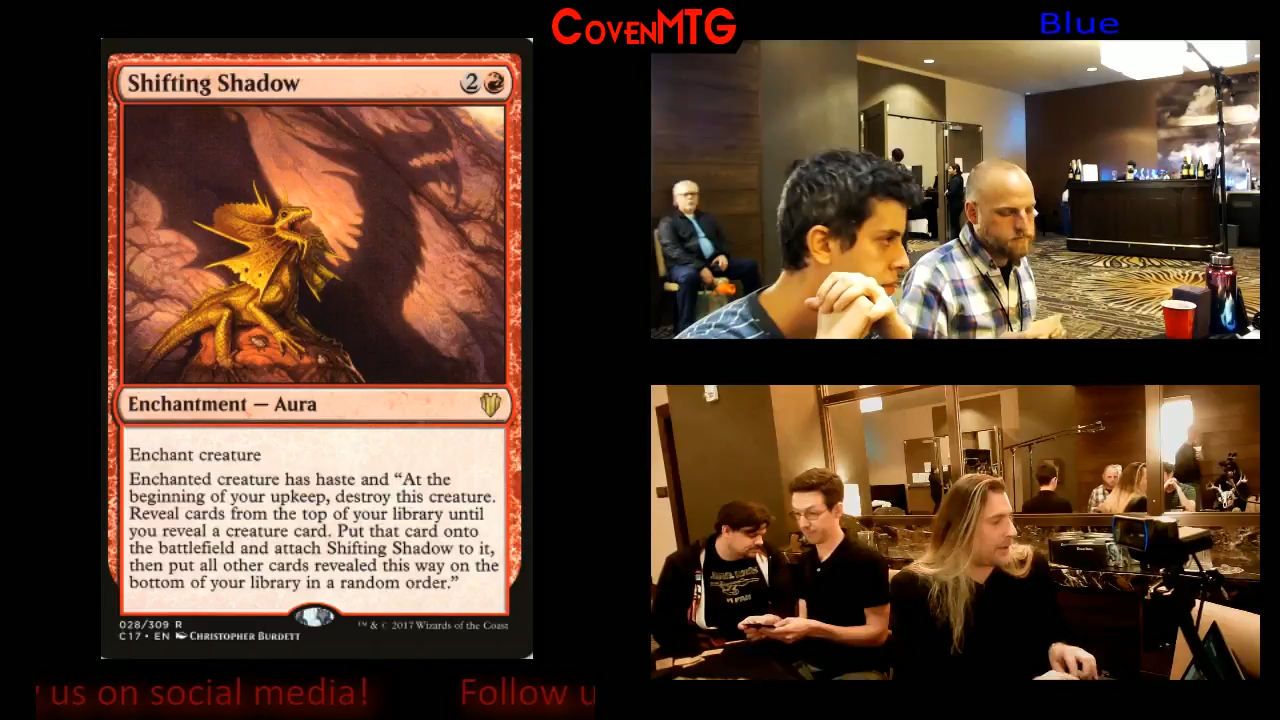 CovenMTG
Blue
Shifting Shadow 2
Enchantment — Aura
Enchant creature
Enchanted creature has haste and “At the
beginning of your upkeep, destroy this creature.
Reveal cards from the top of your library until
you reveal a creature card. Put that card onto
the battlefield and attach Shifting Shadow to it,
then put all other cards revealed this way on the
bottom of your library in a random order.”
028/309 R
C17 • EN Christopher Burdett
™ & © 2017 Wizards of the Coast
us on social media! Follow u